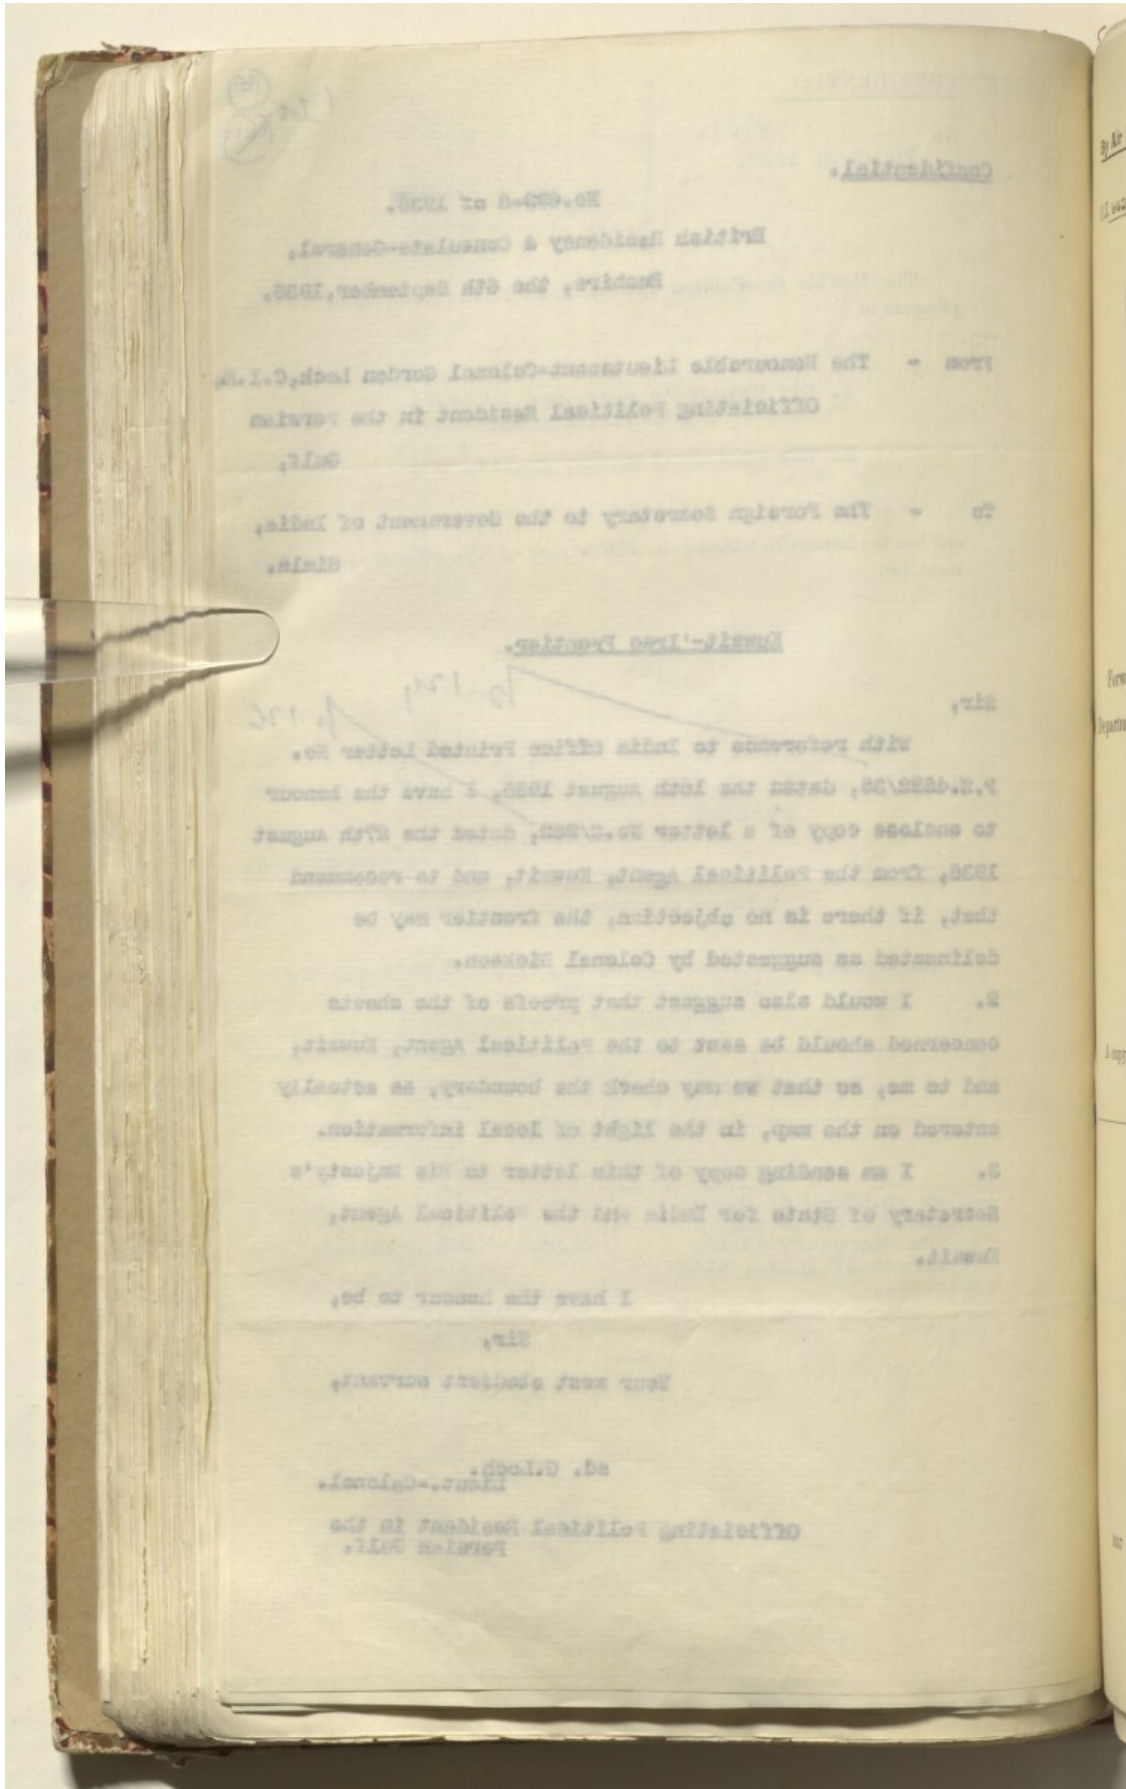 Confidential.
No.690-S of 1935.
British Residency & Consulate-General,
Bushire, the 6th September, 1935.
From - The Honourable Lieutenant-Colonel Gordon Loch, C.I.E.
Officiating Political Resident in the Persian
Gulf,
To - The Foreign Secretary to the Government of India,
Simla.
Kuwait-'Iraq Frontier.
p.124,
p.126
Sir,
With reference to India Office Printed Letter No.
P.Z. dated the 16th August 1935, I have the honour
to enclose copy of a letter No.C/262, dated the 27th August
1935, from the Political Agent, Kuwait, and to recommend
that, if there is no objection, the frontier may be
delineated as suggested by Colonel Dickson.
2. I would also suggest that proofs of the sheets
concerned should be sent to the Political Agent, Kuwait,
and to me, so that we may check the boundary, as actually
entered on the map, in the light of local information.
3. I am sending copy of this letter to His Majesty's
Secretary of State for India and the Political Agent,
Kuwait.
I have the honour to be,
Sir,
Your most obedient servant,
sd. G.Loch.
Lieut.-Colonel.
Officiating Political Resident in the
Persian Gulf.
By Air